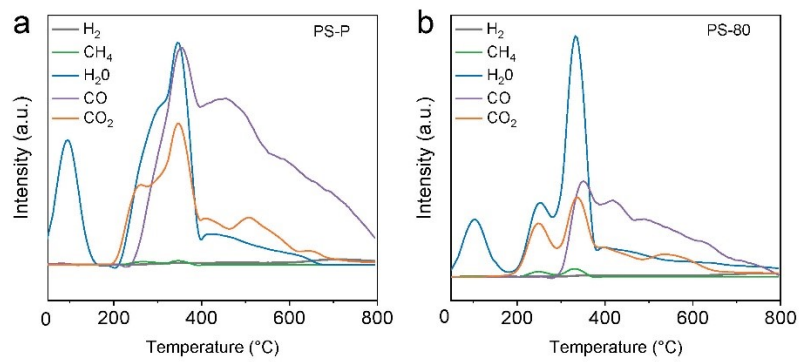 a
PS-P
H₂
CH₄
H₂0
CO
CO₂
Intensity (a.u.)
0 200 400 600 800
Temperature (°C)
b
PS-80
H₂
CH₄
H₂0
CO
CO₂
Intensity (a.u.)
0 200 400 600 800
Temperature (°C)